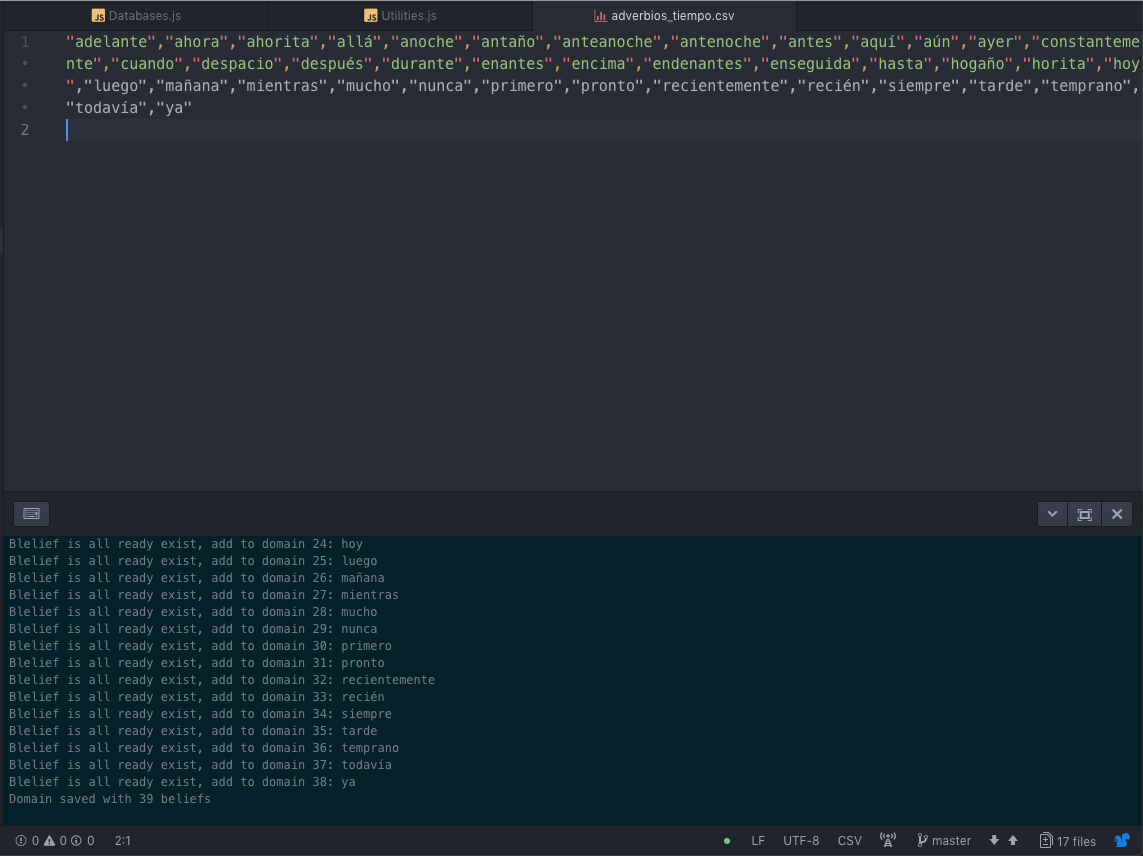 Databases.js
Utilities.js
adverbios_tiempo.csv
1 "adelante","ahora","ahorita","allá","anoche","antaño","anteanoche","antenoche","antes","aquí","aún","ayer","constanteme
nte","cuando","despacio","después","durante","enantes","encima","endenantes","enseguida","hasta","hogaño","horita","hoy
","luego","mañana","mientras","mucho","nunca","primero","pronto","recientemente","recién","siempre","tarde","temprano",
"todavía","ya"
2
Blelief is all ready exist, add to domain 24: hoy
Blelief is all ready exist, add to domain 25: luego
Blelief is all ready exist, add to domain 26: mañana
Blelief is all ready exist, add to domain 27: mientras
Blelief is all ready exist, add to domain 28: mucho
Blelief is all ready exist, add to domain 29: nunca
Blelief is all ready exist, add to domain 30: primero
Blelief is all ready exist, add to domain 31: pronto
Blelief is all ready exist, add to domain 32: recientemente
Blelief is all ready exist, add to domain 33: recién
Blelief is all ready exist, add to domain 34: siempre
Blelief is all ready exist, add to domain 35: tarde
Blelief is all ready exist, add to domain 36: temprano
Blelief is all ready exist, add to domain 37: todavía
Blelief is all ready exist, add to domain 38: ya
Domain saved with 39 beliefs
0 0 0 2:1 LF UTF-8 CSV master 17 files